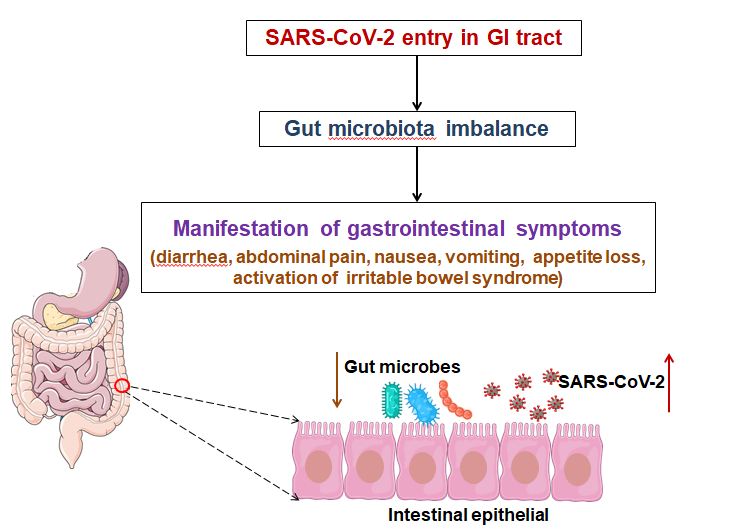 SARS-CoV-2 entry in GI tract
Gut microbiota imbalance
Manifestation of gastrointestinal symptoms
(diarrhea, abdominal pain, nausea, vomiting, appetite loss,
activation of irritable bowel syndrome)
Gut microbes
SARS-CoV-2
Intestinal epithelial